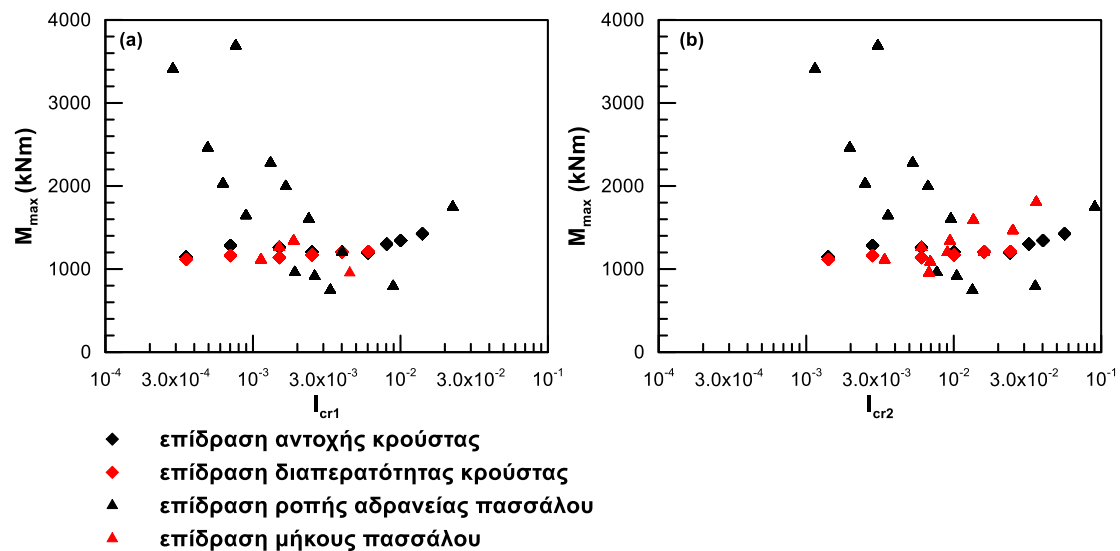 4000
3000
2000
1000
0
M_max (kNm)
(a)
10^-4 3.0x10^-4 10^-3 3.0x10^-3 10^-2 3.0x10^-2 10^-1
I_cr1
4000
3000
2000
1000
0
M_max (kNm)
(b)
10^-4 3.0x10^-4 10^-3 3.0x10^-3 10^-2 3.0x10^-2 10^-1
I_cr2
επίδραση αντοχής κρούστας
επίδραση διαπερατότητας κρούστας
επίδραση ροπής αδρανείας πασσάλου
επίδραση μήκους πασσάλου